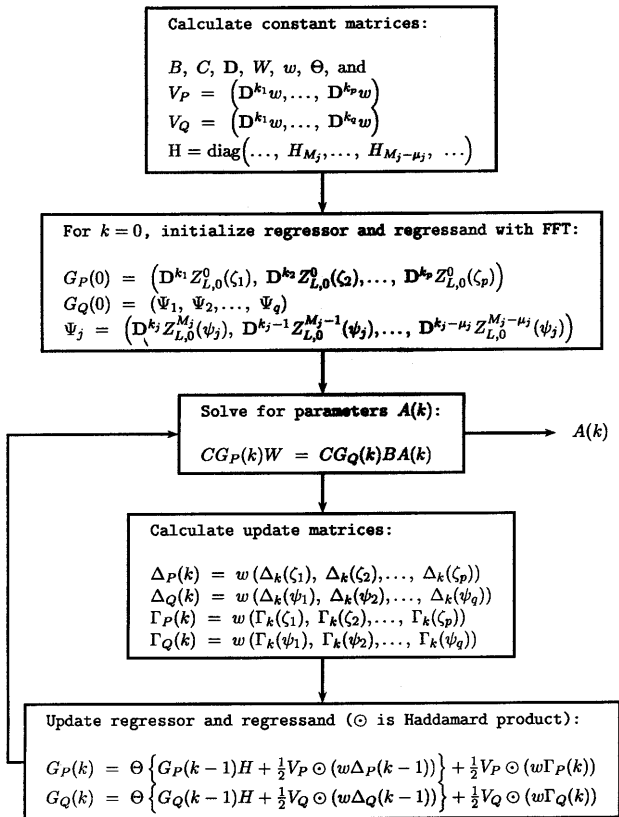 Calculate constant matrices:
B, C, D, W, w, Θ, and
V_P = (D^{k_1}w,..., D^{k_p}w)
V_Q = (D^{k_1}w,..., D^{k_q}w)
H = diag(..., H_{M_j},..., H_{M_j-μ_j}, ...)
For k = 0, initialize regressor and regressand with FFT:
G_P(0) = (D^{k_1}Z^0_{L,0}(ζ_1), D^{k_2}Z^0_{L,0}(ζ_2),..., D^{k_p}Z^0_{L,0}(ζ_p))
G_Q(0) = (Ψ_1, Ψ_2,..., Ψ_q)
Ψ_j = (D^{k_j}Z^{M_j}_{L,0}(ψ_j), D^{k_j-1}Z^{M_j-1}_{L,0}(ψ_j),..., D^{k_j-μ_j}Z^{M_j-μ_j}_{L,0}(ψ_j))
Solve for parameters A(k):
CG_P(k)W = CG_Q(k)BA(k)
A(k)
Calculate update matrices:
Δ_P(k) = w(Δ_k(ζ_1), Δ_k(ζ_2),..., Δ_k(ζ_p))
Δ_Q(k) = w(Δ_k(ψ_1), Δ_k(ψ_2),..., Δ_k(ψ_q))
Γ_P(k) = w(Γ_k(ζ_1), Γ_k(ζ_2),..., Γ_k(ζ_p))
Γ_Q(k) = w(Γ_k(ψ_1), Γ_k(ψ_2),..., Γ_k(ψ_q))
Update regressor and regressand (⊙ is Haddamard product):
G_P(k) = Θ{G_P(k-1)H + ½V_P ⊙ (wΔ_P(k-1))} + ½V_P ⊙ (wΓ_P(k))
G_Q(k) = Θ{G_Q(k-1)H + ½V_Q ⊙ (wΔ_Q(k-1))} + ½V_Q ⊙ (wΓ_Q(k))